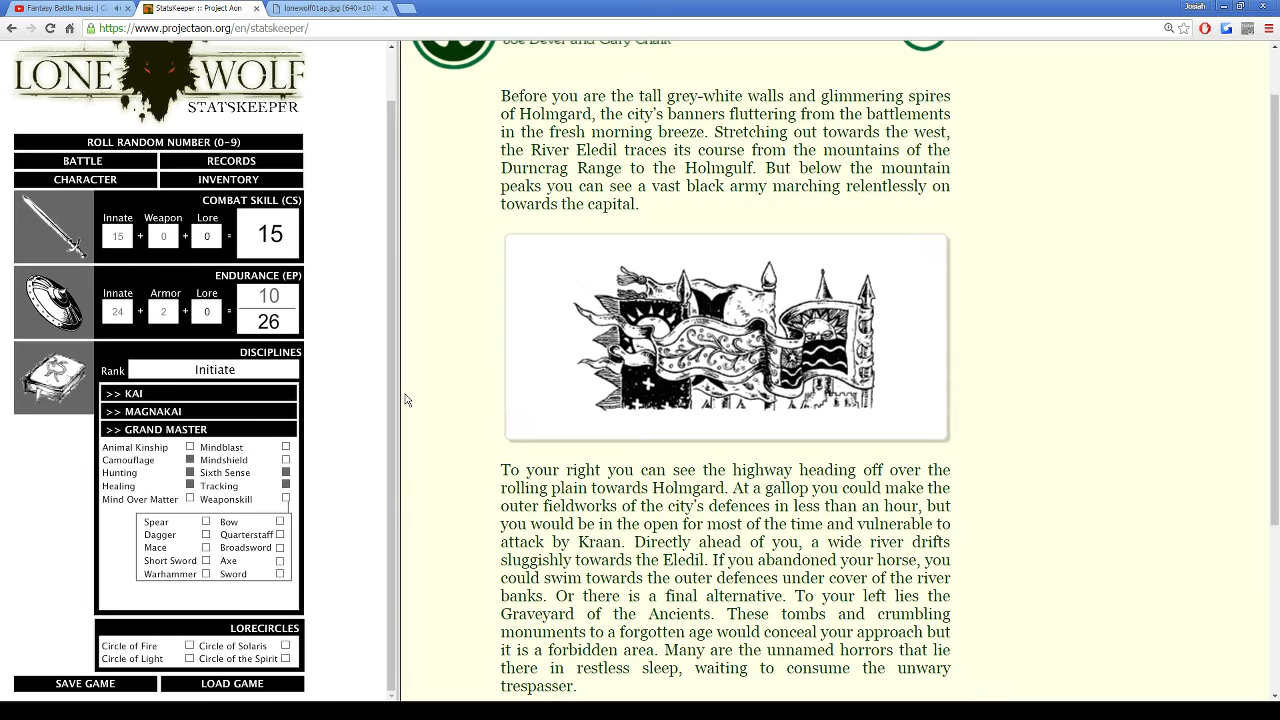 Fantasy Battle Music | C
StatsKeeper :: Project Aon
lonewolf01ap.jpg (640×10
Josiah
https://www.projectaon.org/en/statskeeper/
LONE WOLF
STATSKEEPER
ROLL RANDOM NUMBER (0-9)
BATTLE RECORDS
CHARACTER INVENTORY
COMBAT SKILL (CS)
Innate Weapon Lore
15 + 0 + 0 = 15
ENDURANCE (EP)
Innate Armor Lore
10
24 + 2 + 0 =
26
DISCIPLINES
Rank Initiate
>> KAI
>> MAGNAKAI
>> GRAND MASTER
Animal Kinship Mindblast
Camouflage Mindshield
Hunting Sixth Sense
Healing Tracking
Mind Over Matter Weaponskill
Spear Bow
Dagger Quarterstaff
Mace Broadsword
Short Sword Axe
Warhammer Sword
LORECIRCLES
Circle of Fire Circle of Solaris
Circle of Light Circle of the Spirit
SAVE GAME LOAD GAME
Joe Dever and Gary Chalk
Before you are the tall grey-white walls and glimmering spires
of Holmgard, the city's banners fluttering from the battlements
in the fresh morning breeze. Stretching out towards the west,
the River Eledil traces its course from the mountains of the
Durncrag Range to the Holmgulf. But below the mountain
peaks you can see a vast black army marching relentlessly on
towards the capital.
To your right you can see the highway heading off over the
rolling plain towards Holmgard. At a gallop you could make the
outer fieldworks of the city's defences in less than an hour, but
you would be in the open for most of the time and vulnerable to
attack by Kraan. Directly ahead of you, a wide river drifts
sluggishly towards the Eledil. If you abandoned your horse, you
could swim towards the outer defences under cover of the river
banks. Or there is a final alternative. To your left lies the
Graveyard of the Ancients. These tombs and crumbling
monuments to a forgotten age would conceal your approach but
it is a forbidden area. Many are the unnamed horrors that lie
there in restless sleep, waiting to consume the unwary
trespasser.